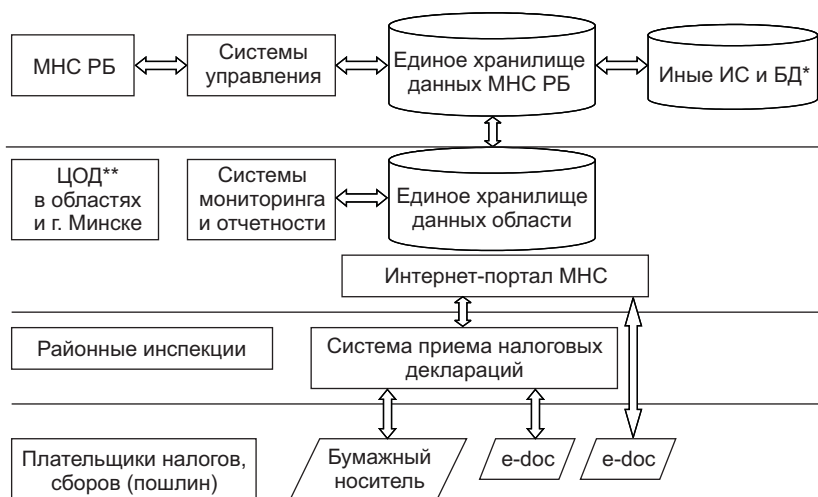 МНС РБ
Системы
управления
Единое хранилище
данных МНС РБ
Иные ИС и БД*
ЦОД**
в областях
и г. Минске
Системы
мониторинга
и отчетности
Единое хранилище
данных области
Интернет-портал МНС
Районные инспекции
Система приема налоговых
деклараций
Плательщики налогов,
сборов (пошлин)
Бумажный
носитель
e-doc
e-doc